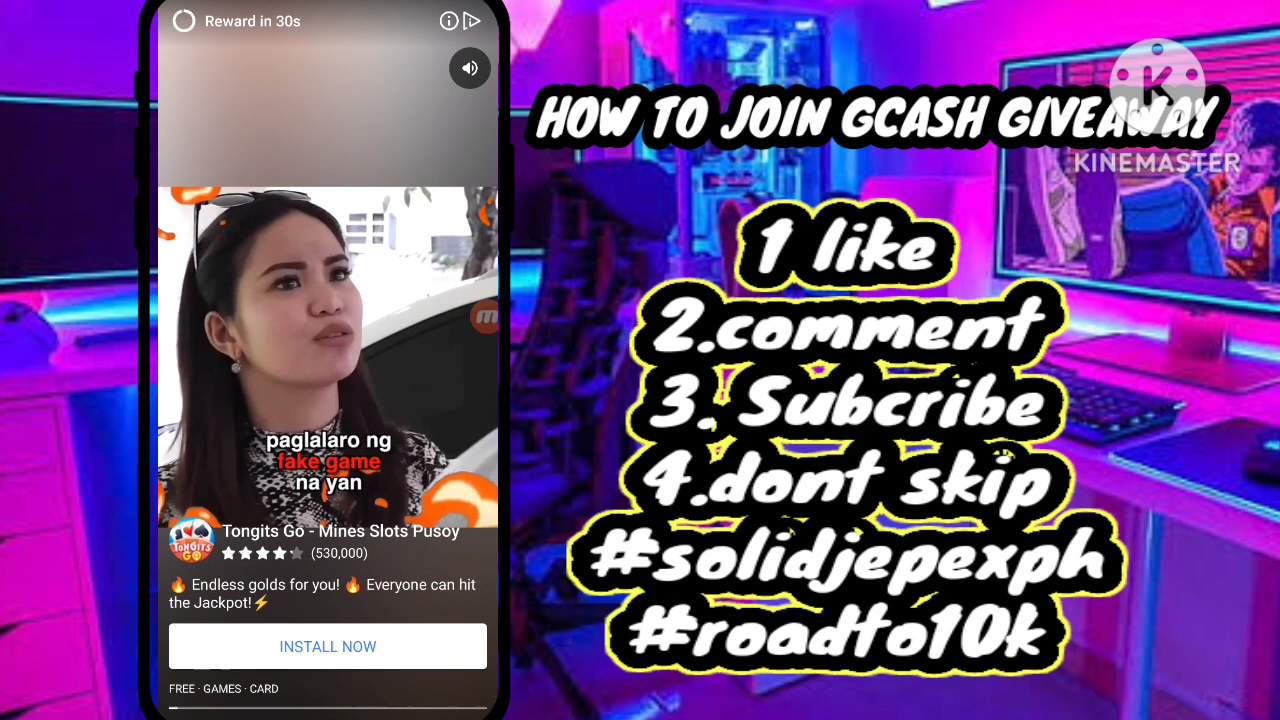 Reward in 30s
paglalaro ng
fake game
na yan
TONGITS
GO
Tongits Go - Mines Slots Pusoy
(530,000)
🔥 Endless golds for you! 🔥 Everyone can hit
the Jackpot!⚡
INSTALL NOW
FREE · GAMES · CARD
HOW TO JOIN GCASH GIVEAWAY
K
KINEMASTER
1 like
2.comment
3. Subcribe
4.dont skip
#solidjepexph
#roadto10k